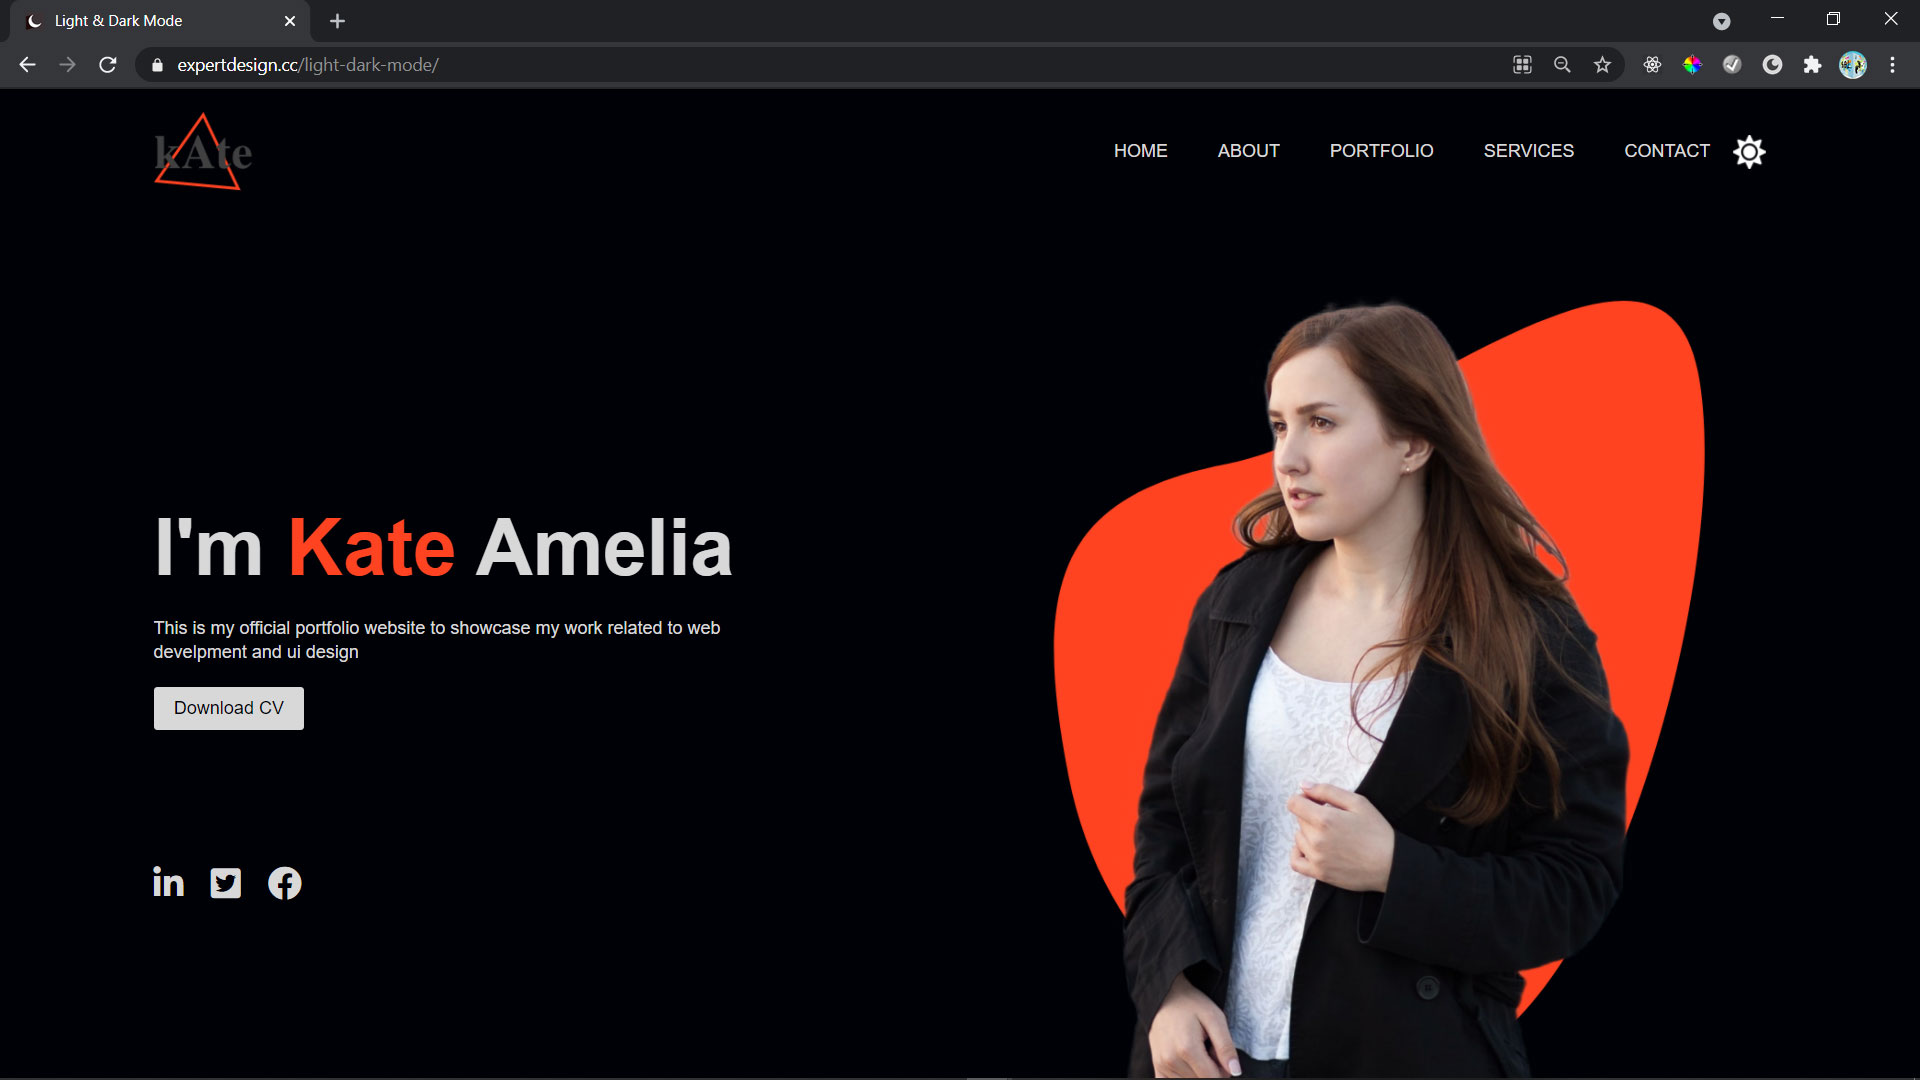 Light & Dark Mode
expertdesign.cc/light-dark-mode/
kAte
HOME ABOUT PORTFOLIO SERVICES CONTACT
I'm Kate Amelia
This is my official portfolio website to showcase my work related to web
develpment and ui design
Download CV
in